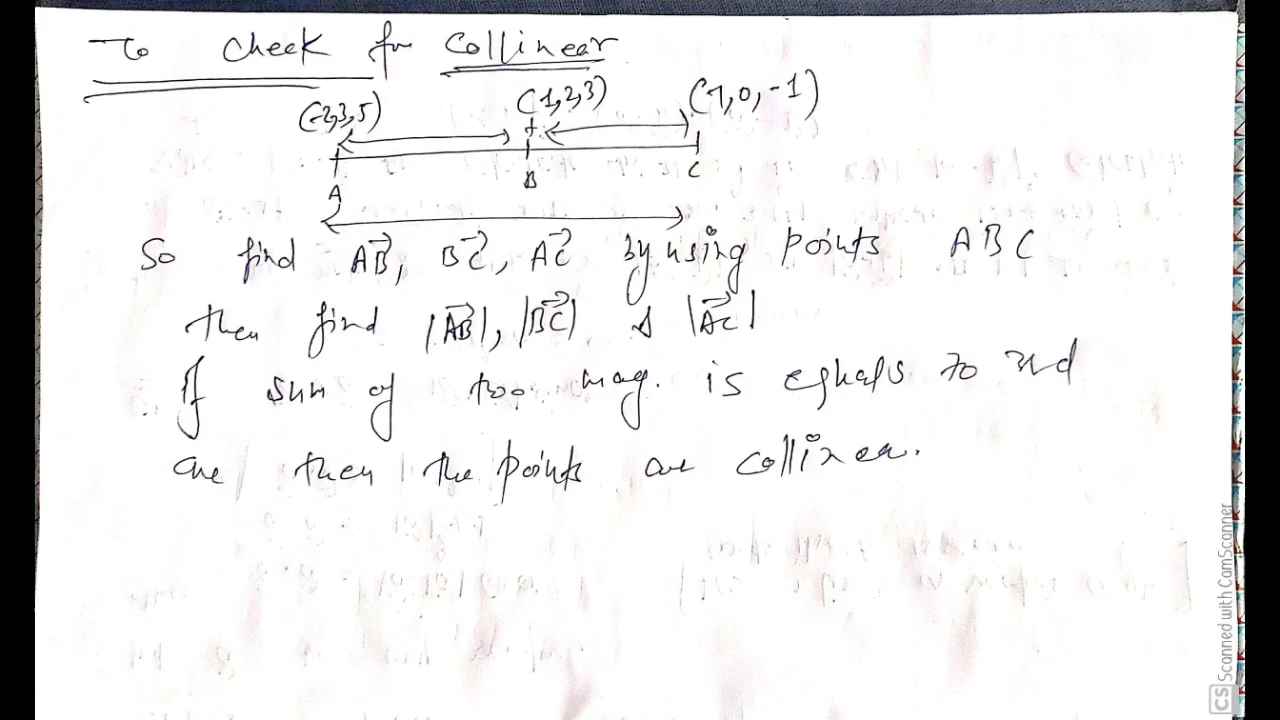 To check for collinear
(-2,3,5) (1,2,3) (7,0,-1)
A B C
So find AB⃗, BC⃗, AC⃗ by using points A B C
then find |AB⃗|, |BC⃗| & |AC⃗|
If sum of two mag. is equals to
one then the points are collinear.
CS Scanned with CamScanner